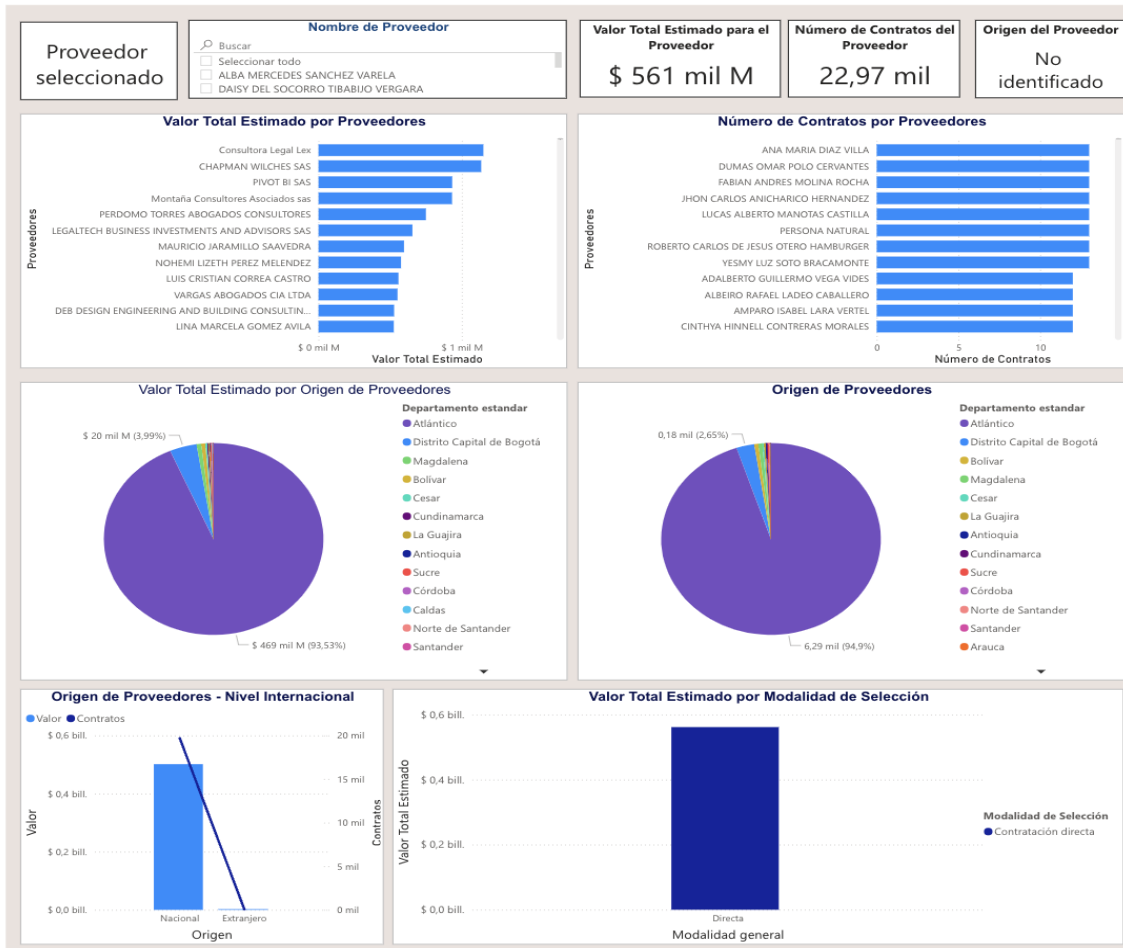 Proveedor
seleccionado
Nombre de Proveedor
Buscar
Seleccionar todo
ALBA MERCEDES SANCHEZ VARELA
DAISY DEL SOCORRO TIBABIJO VERGARA
Valor Total Estimado para el
Proveedor
$ 561 mil M
Número de Contratos del
Proveedor
22,97 mil
Origen del Proveedor
No
identificado
Valor Total Estimado por Proveedores
Proveedores
Consultora Legal Lex
CHAPMAN WILCHES SAS
PIVOT BI SAS
Montaña Consultores Asociados sas
PERDOMO TORRES ABOGADOS CONSULTORES
LEGALTECH BUSINESS INVESTMENTS AND ADVISORS SAS
MAURICIO JARAMILLO SAAVEDRA
NOHEMI LIZETH PEREZ MELENDEZ
LUIS CRISTIAN CORREA CASTRO
VARGAS ABOGADOS CIA LTDA
DEB DESIGN ENGINEERING AND BUILDING CONSULTIN...
LINA MARCELA GOMEZ AVILA
$ 0 mil M
$ 1 mil M
Valor Total Estimado
Número de Contratos por Proveedores
Proveedores
ANA MARIA DIAZ VILLA
DUMAS OMAR POLO CERVANTES
FABIAN ANDRES MOLINA ROCHA
JHON CARLOS ANICHARICO HERNANDEZ
LUCAS ALBERTO MANOTAS CASTILLA
PERSONA NATURAL
ROBERTO CARLOS DE JESUS OTERO HAMBURGER
YESMY LUZ SOTO BRACAMONTE
ADALBERTO GUILLERMO VEGA VIDES
ALBEIRO RAFAEL LADEO CABALLERO
AMPARO ISABEL LARA VERTEL
CINTHYA HINNELL CONTRERAS MORALES
0
5
10
Número de Contratos
Valor Total Estimado por Origen de Proveedores
$ 20 mil M (3,99%)
$ 469 mil M (93,53%)
Departamento estandar
Atlántico
Distrito Capital de Bogotá
Magdalena
Bolívar
Cesar
Cundinamarca
La Guajira
Antioquia
Sucre
Córdoba
Caldas
Norte de Santander
Santander
Origen de Proveedores
0,18 mil (2,65%)
6,29 mil (94,9%)
Departamento estandar
Atlántico
Distrito Capital de Bogotá
Bolívar
Magdalena
Cesar
La Guajira
Antioquia
Cundinamarca
Sucre
Córdoba
Norte de Santander
Santander
Arauca
Origen de Proveedores - Nivel Internacional
Valor Contratos
Valor
$ 0,6 bill.
$ 0,4 bill.
$ 0,2 bill.
$ 0,0 bill.
20 mil
15 mil
10 mil
5 mil
0 mil
Contratos
Nacional
Extranjero
Origen
Valor Total Estimado por Modalidad de Selección
Valor Total Estimado
$ 0,6 bill.
$ 0,4 bill.
$ 0,2 bill.
$ 0,0 bill.
Directa
Modalidad general
Modalidad de Selección
Contratación directa